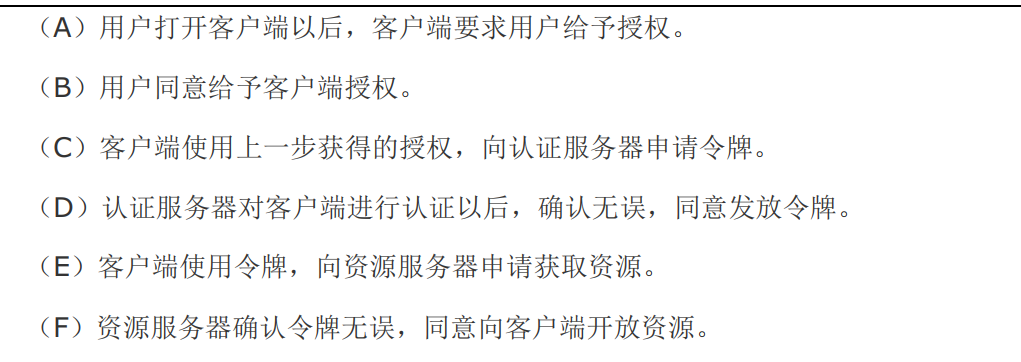 （A）用户打开客户端以后，客户端要求用户给予授权。
（B）用户同意给予客户端授权。
（C）客户端使用上一步获得的授权，向认证服务器申请令牌。
（D）认证服务器对客户端进行认证以后，确认无误，同意发放令牌。
（E）客户端使用令牌，向资源服务器申请获取资源。
（F）资源服务器确认令牌无误，同意向客户端开放资源。